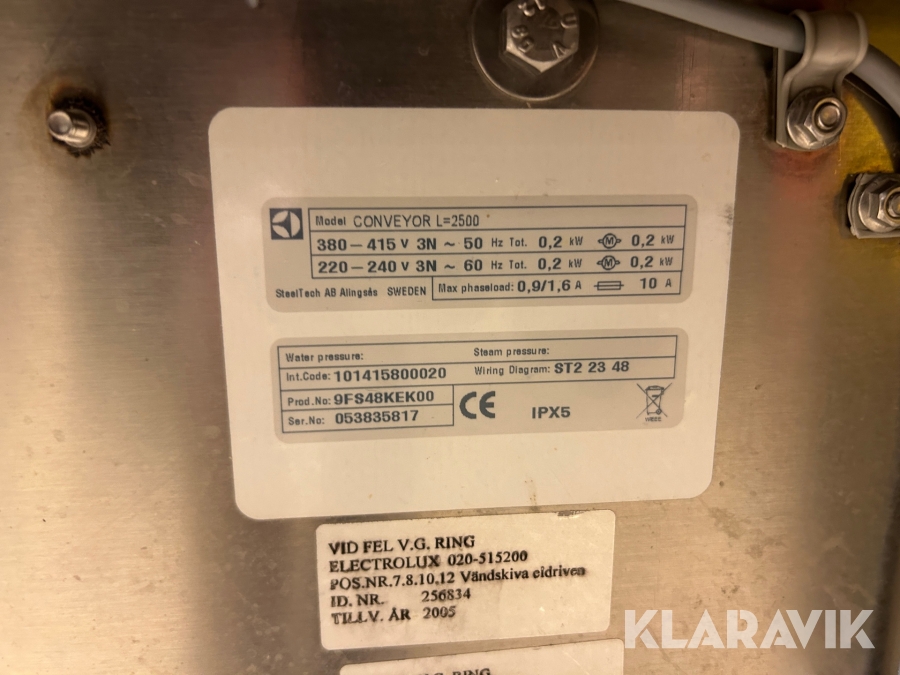 Model CONVEYOR L=2500
380-415 V 3N ~ 50 Hz Tot. 0,2 kW M 0,2 kW
220-240 V 3N ~ 60 Hz Tot. 0,2 kW M 0,2 kW
SteelTech AB Alingsås SWEDEN Max phaseload: 0,9/1,6 A 10 A
Water pressure: Steam pressure:
Int.Code: 101415800020 Wiring Diagram: ST2 23 48
Prod.No: 9FS48KEK00
Ser.No: 053835817
CE IPX5
VID FEL V.G. RING
ELECTROLUX 020-515200
POS.NR.7.8.10,12 Vändskiva eidriven
ID. NR. 256834
TILLV. ÅR 2005
KLARAVIK
RING